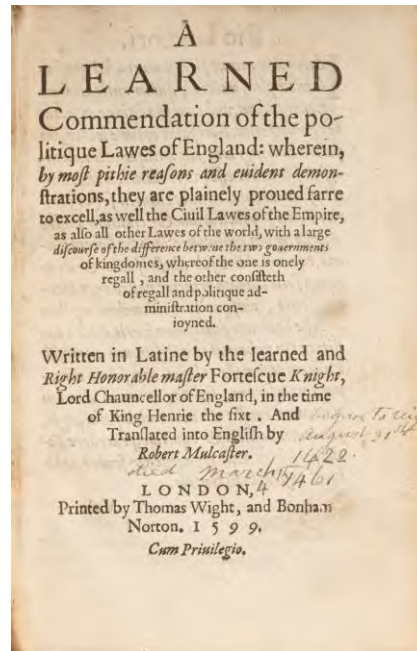 A
LEARNED
Commendation of the po-
litique Lawes of England: wherein,
by moſt pithie reaſons and euident demon-
ſtrations, they are plainely proued farre
to excell, as well the Ciuil Lawes of the Empire,
as alſo all other Lawes of the world, with a large
diſcourſe of the difference betwene the two gouernments
of kingdomes, whereof the one is onely
regall, and the other conſiſteth
of regall and politique ad-
miniſtration con-
ioyned.
Written in Latine by the learned and
Right Honorable maſter Forteſcue Knight,
Lord Chauncellor of England, in the time
of King Henrie the ſixt. And began to
Tranſlated into Engliſh by August 31st
Robert Mulcaſter. 1422
died March 4 1461
LONDON,
Printed by Thomas Wight, and Bonham
Norton. 1599.
Cum Priuilegio.